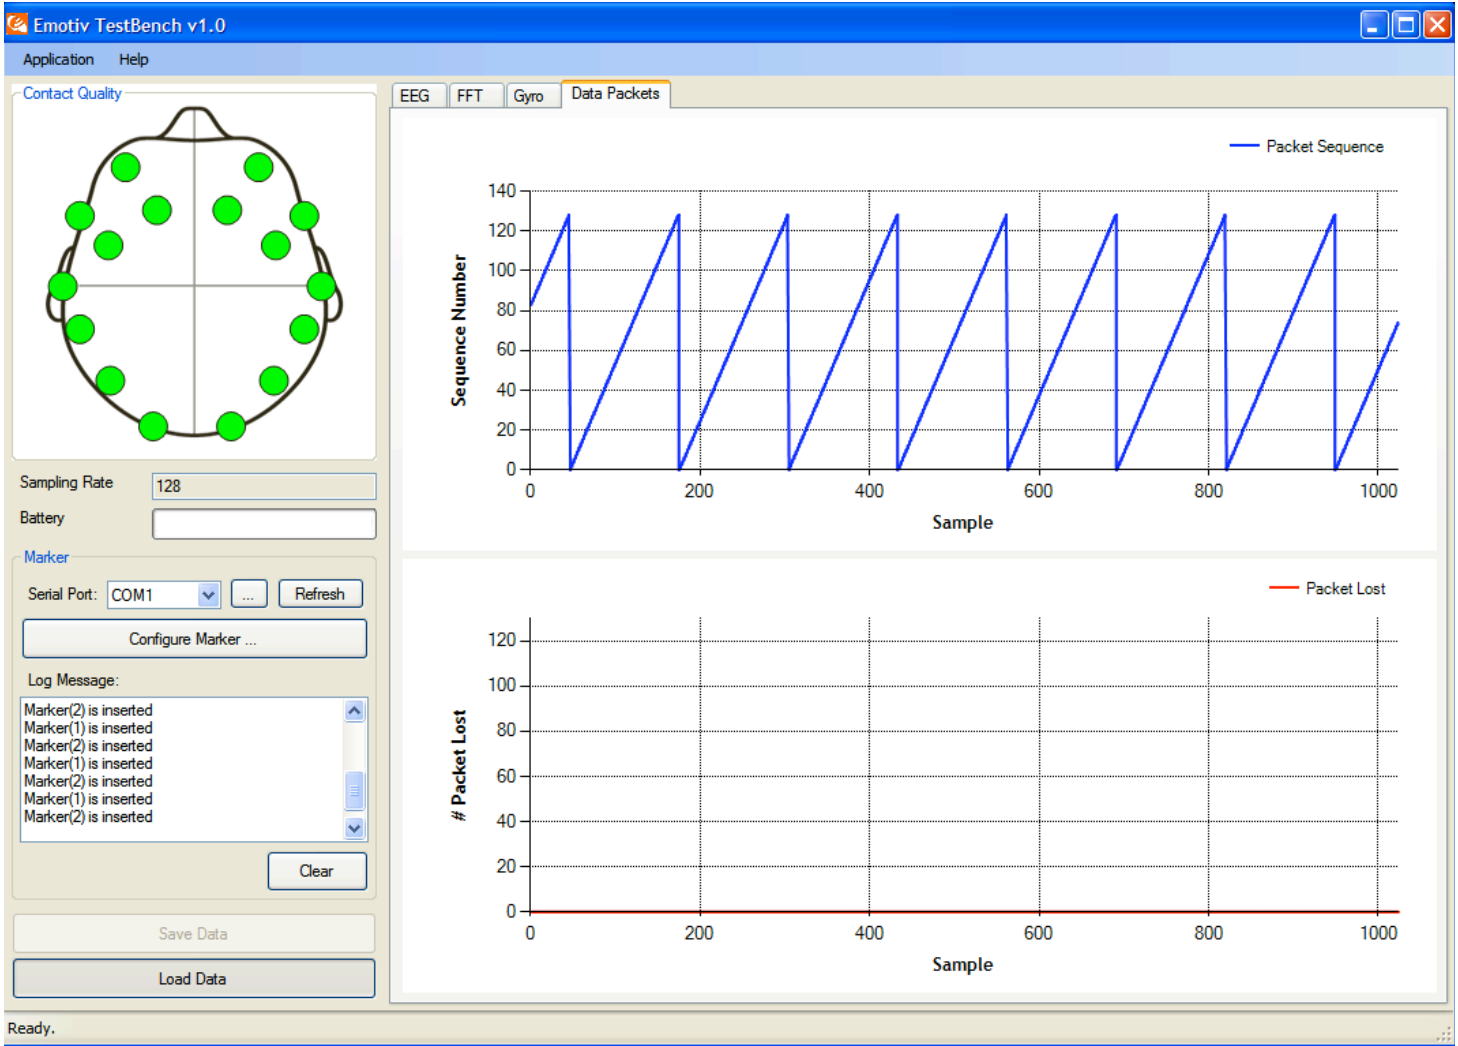 Emotiv TestBench v1.0
Application Help
Contact Quality
Sampling Rate 128
Battery
Marker
Serial Port: COM1 ... Refresh
Configure Marker ...
Log Message:
Marker(2) is inserted
Marker(1) is inserted
Marker(2) is inserted
Marker(1) is inserted
Marker(2) is inserted
Marker(1) is inserted
Marker(2) is inserted
Clear
Save Data
Load Data
EEG FFT Gyro Data Packets
Packet Sequence
Sequence Number
140
120
100
80
60
40
20
0
0 200 400 600 800 1000
Sample
Packet Lost
# Packet Lost
120
100
80
60
40
20
0
0 200 400 600 800 1000
Sample
Ready.